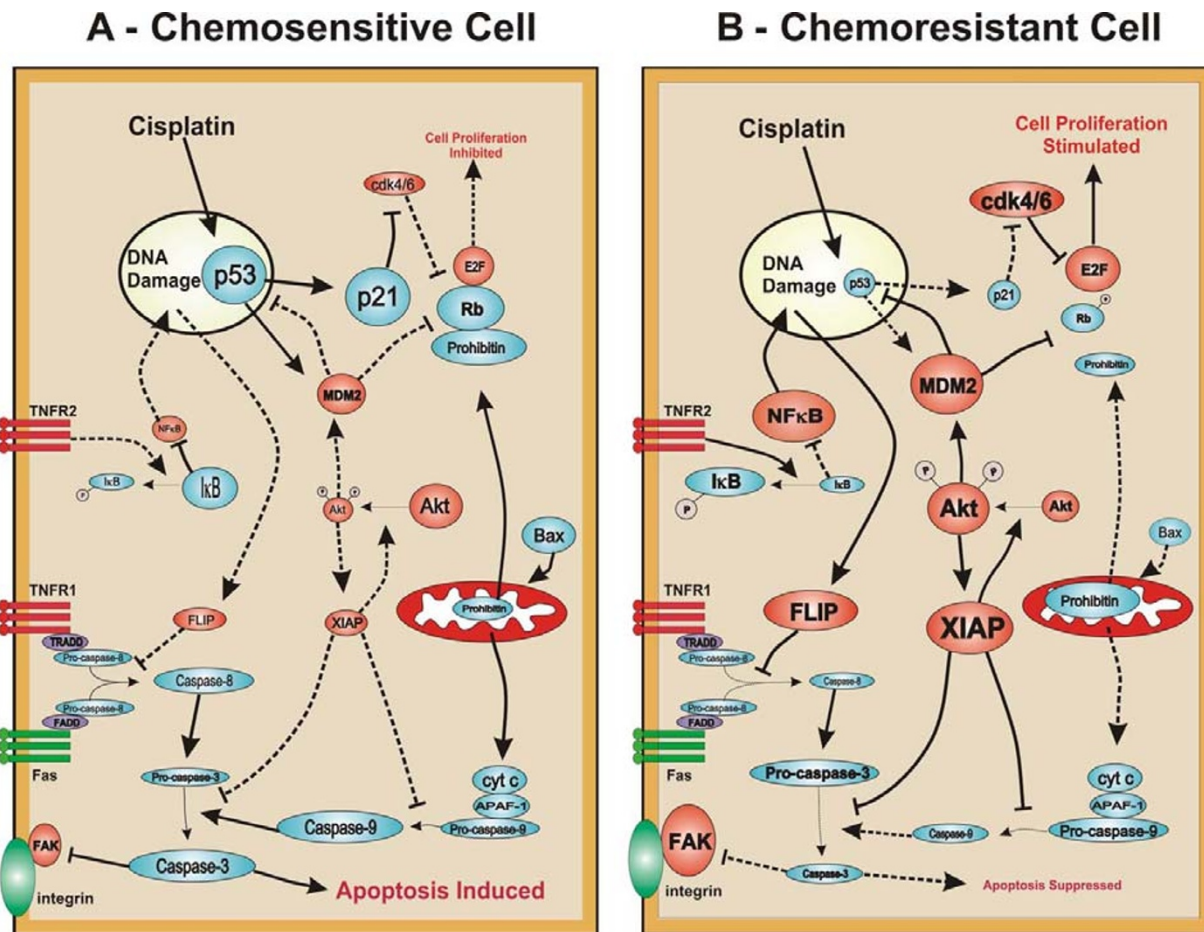 A - Chemosensitive Cell
Cisplatin
Cell Proliferation
Inhibited
cdk4/6
DNA
Damage
p53
p21
E2F
Rb
Prohibitin
MDM2
TNFR2
NFκB
IκB
P
IκB
P
P
Akt
Akt
Bax
TNFR1
FLIP
XIAP
Prohibitin
TRADD
Pro-caspase-8
Caspase-8
Pro-caspase-8
FADD
Fas
Pro-caspase-3
cyt c
APAF-1
Pro-caspase-9
Caspase-9
FAK
Caspase-3
integrin
Apoptosis Induced
B - Chemoresistant Cell
Cisplatin
Cell Proliferation
Stimulated
cdk4/6
DNA
Damage
p53
p21
E2F
P
Rb
Prohibitin
MDM2
TNFR2
NFκB
IκB
P
IκB
P
P
Akt
Akt
Bax
TNFR1
FLIP
XIAP
Prohibitin
TRADD
Pro-caspase-8
Caspase-8
Pro-caspase-8
FADD
Fas
Pro-caspase-3
cyt c
APAF-1
Pro-caspase-9
Caspase-9
FAK
Caspase-3
integrin
Apoptosis Suppressed